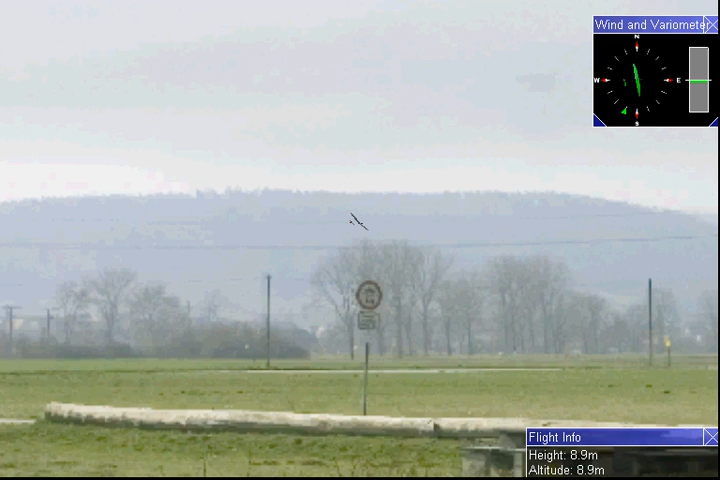 Wind and Variometer
N
W
E
S
Flight Info
Height: 8.9m
Altitude: 8.9m